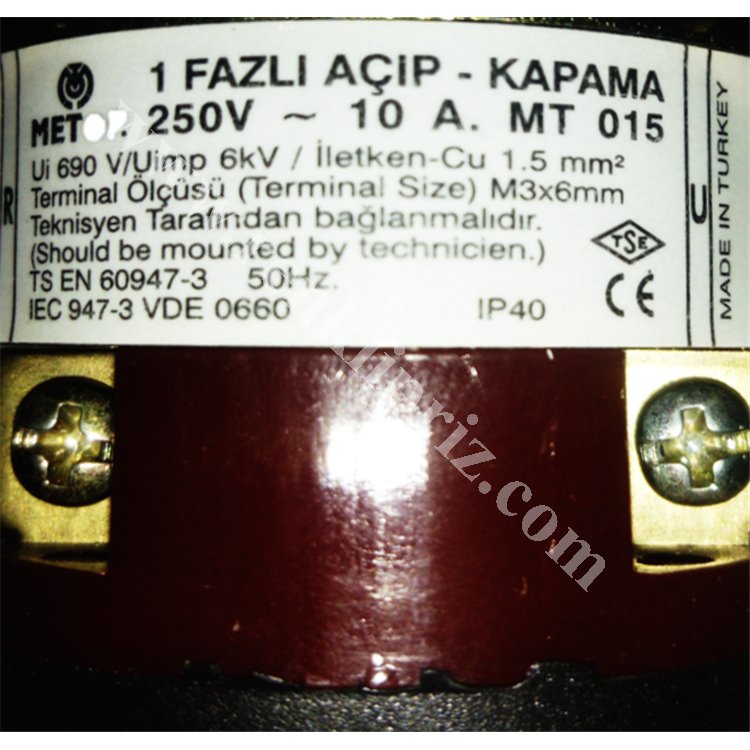 1 FAZLI AÇIP - KAPAMA
250V ~ 10 A. MT 015
Ui 690 V/Uimp 6kV / İletken-Cu 1.5 mm²
Terminal Ölçüsü (Terminal Size) M3x6mm
Teknisyen Tarafından bağlanmalıdır.
(Should be mounted by technicien.)
TS EN 60947-3 50Hz.
IEC 947-3 VDE 0660 IP40
TSE
CE
R
U
MADE IN TURKEY